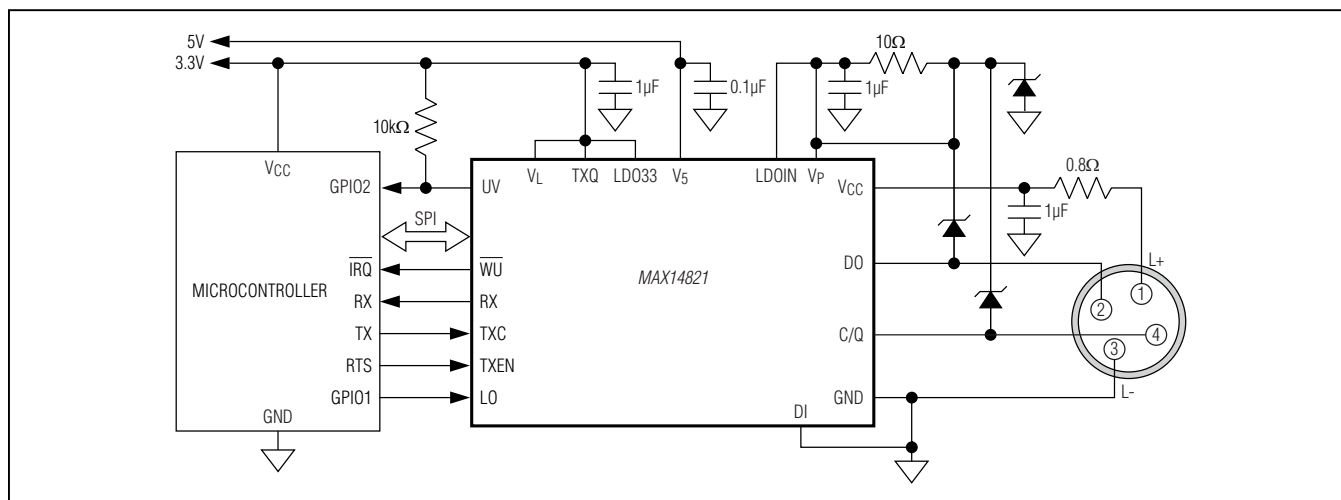 5V
3.3V
10kΩ
1µF
0.1µF
1µF
10Ω
0.8Ω
1µF
VCC
GPIO2
SPI
IRQ
MICROCONTROLLER
RX
TX
RTS
GPIO1
GND
VL
TXQ
LDO33
V5
LDOIN
VP
UV
VCC
WU
DO
MAX14821
RX
TXC
C/Q
TXEN
LO
GND
DI
L+
1
2
4
3
L-